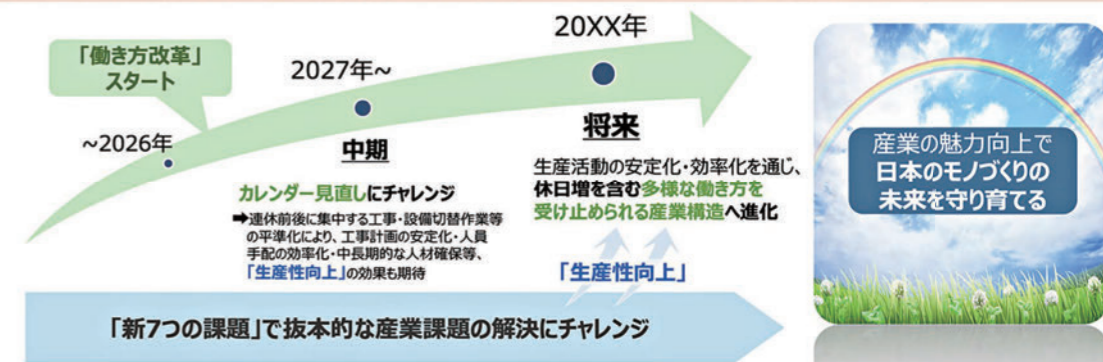 「働き方改革」
スタート
~2026年
2027年~
中期
カレンダー見直しにチャレンジ
➡連休前後に集中する工事・設備切替作業等
の平準化により、工事計画の安定化・人員
手配の効率化・中長期的な人材確保等、
「生産性向上」の効果も期待
20XX年
将来
生産活動の安定化・効率化を通じ、
休日増を含む多様な働き方を
受け止められる産業構造へ進化
「生産性向上」
「新7つの課題」で抜本的な産業課題の解決にチャレンジ
産業の魅力向上で
日本のモノづくりの
未来を守り育てる